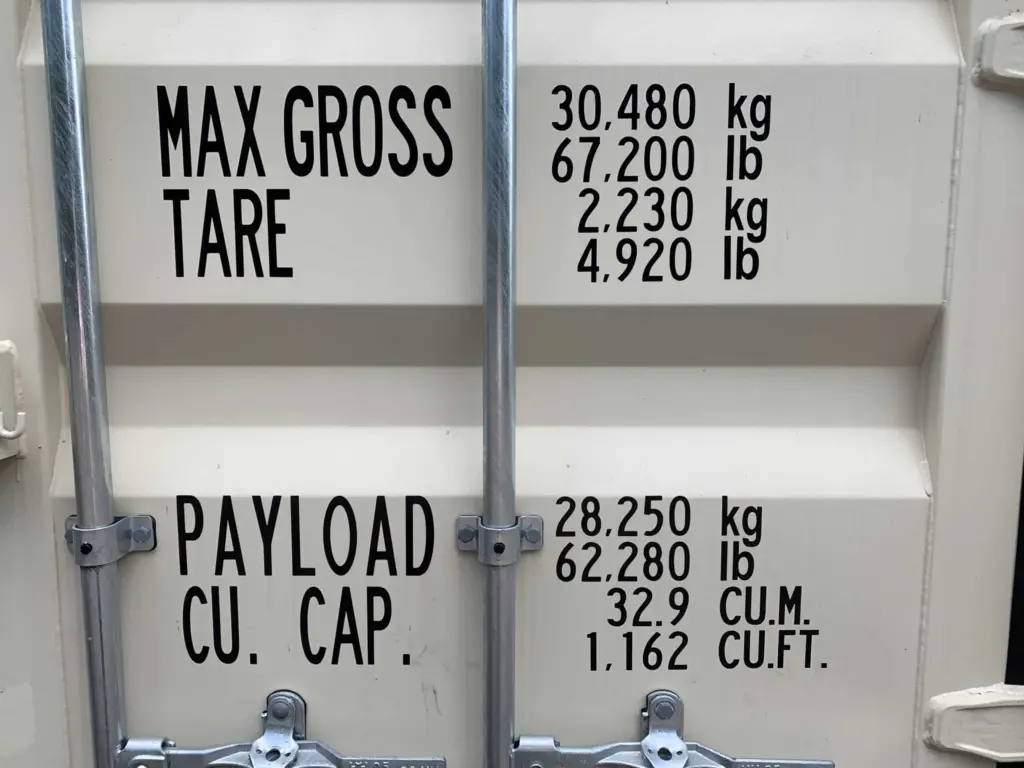 MAX GROSS 30,480 kg
67,200 lb
TARE 2,230 kg
4,920 lb
PAYLOAD 28,250 kg
62,280 lb
CU. CAP. 32.9 CU.M.
1,162 CU.FT.